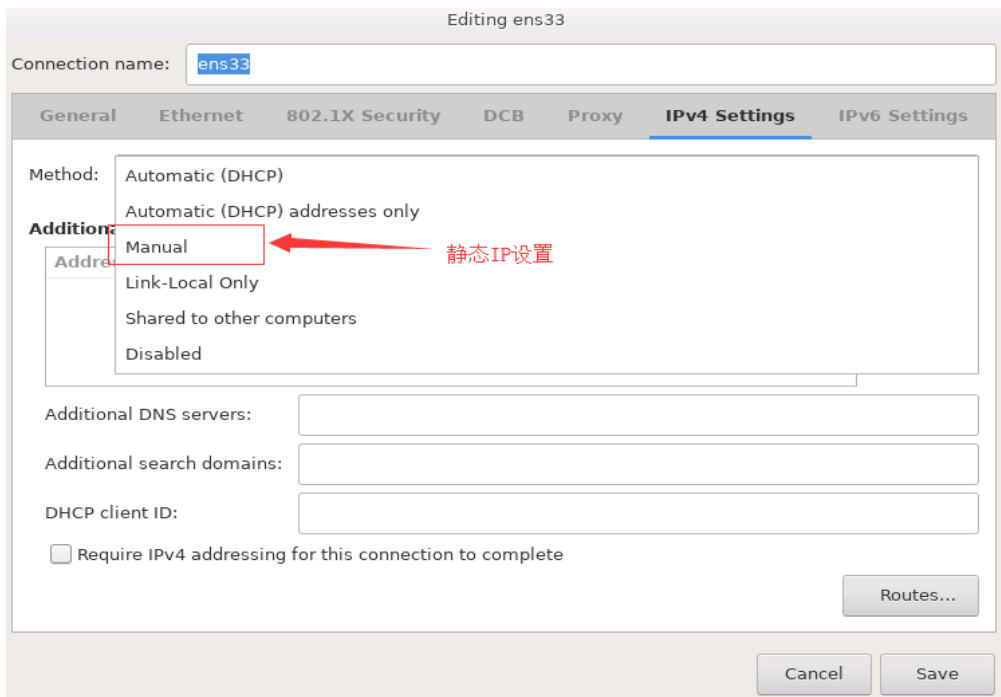 Editing ens33
Connection name: ens33
General Ethernet 802.1X Security DCB Proxy IPv4 Settings IPv6 Settings
Method: Automatic (DHCP)
Automatic (DHCP) addresses only
Manual
静态IP设置
Link-Local Only
Shared to other computers
Disabled
Additional DNS servers:
Additional search domains:
DHCP client ID:
Require IPv4 addressing for this connection to complete
Routes...
Cancel Save